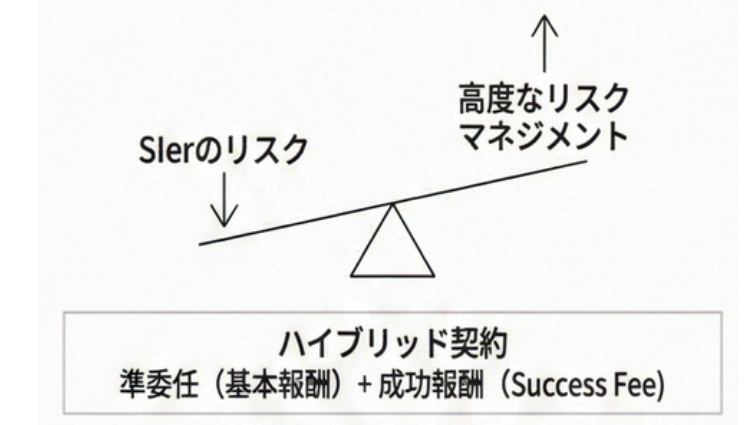 高度なリスク
マネジメント
SIerのリスク
ハイブリッド契約
準委任（基本報酬）+ 成功報酬（Success Fee)